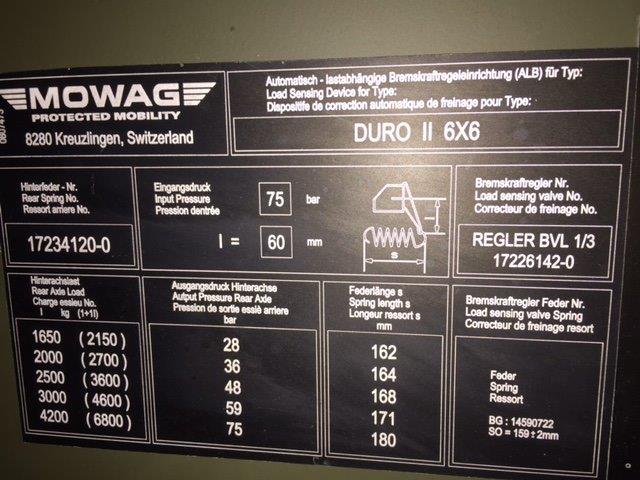 0807473
MOWAG
PROTECTED MOBILITY
8280 Kreuzlingen, Switzerland
Automatisch - lastabhängige Bremskraftregeleinrichtung (ALB) für Typ:
Load Sensing Device for Type:
Dispositife de correction automatique de freinage pour Type:
DURO II 6X6
Hinterfeder - Nr.
Rear Spring No.
Ressort arriere No.
17234120-0
Eingangsdruck
Input Pressure
Pression dentrée
75 bar
l = 60 mm
l
s
Bremskraftregler Nr.
Load sensing valve No.
Correcteur de freinage No.
REGLER BVL 1/3
17226142-0
Hinterachslast
Rear Axle Load
Charge essieu No.
l kg (1+1l)
1650 (2150)
2000 (2700)
2500 (3600)
3000 (4600)
4200 (6800)
Ausgangsdruck Hinterachse
Autput Pressure Rear Axle
Pression de sortie essiè arriere
bar
28
36
48
59
75
Federlänge s
Spring length s
Longeur ressort s
mm
162
164
168
171
180
Bremskraftregler Feder Nr.
Load sensing valve Spring
Correcteur de freinage resort
Feder
Spring
Ressort
BG : 14590722
SO = 159 ± 2mm